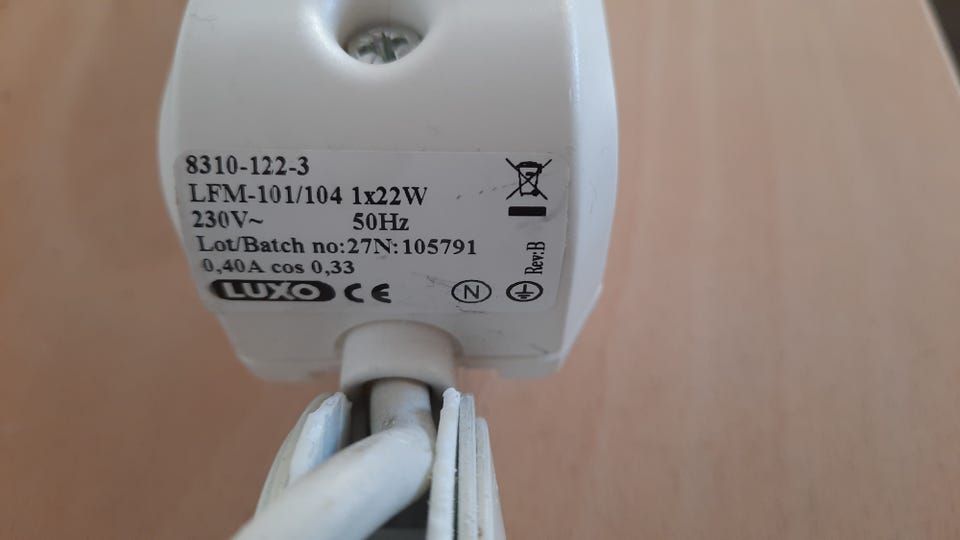 8310-122-3
LFM-101/104 1x22W
230V~ 50Hz
Lot/Batch no:27N:105791
0,40A cos 0,33
LUXO CE N
Rev:B